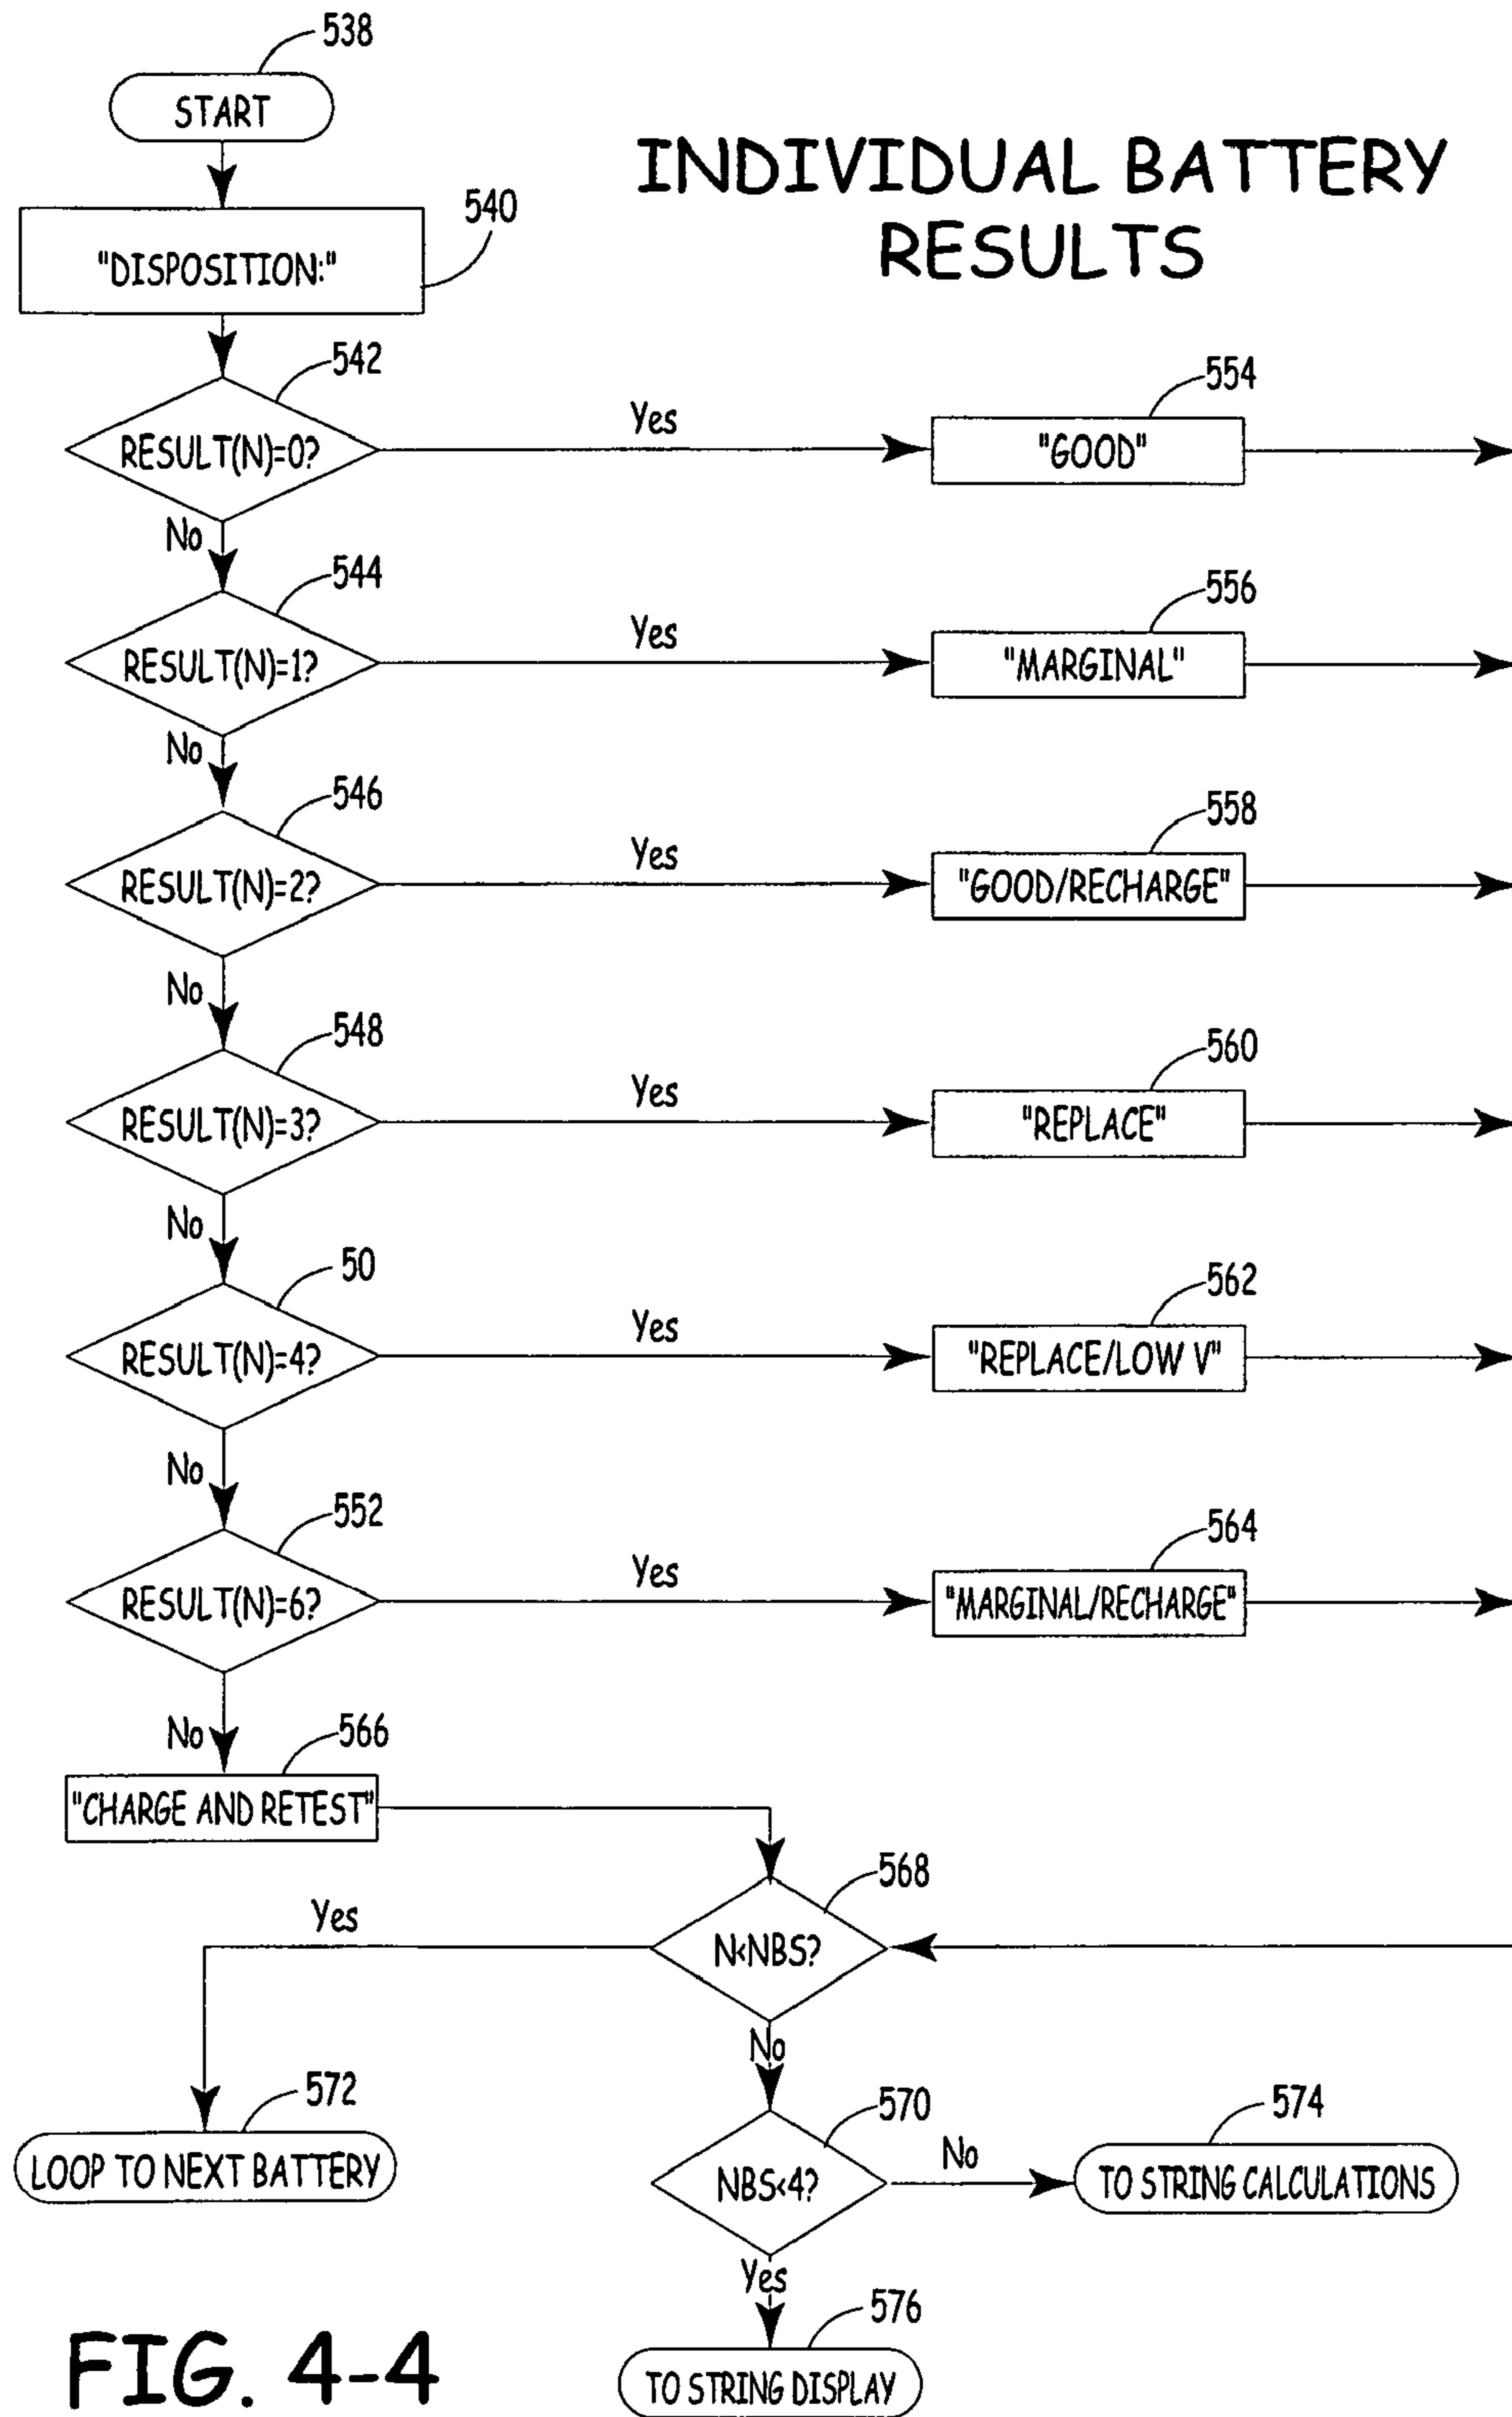 538
START
INDIVIDUAL BATTERY
RESULTS
540
"DISPOSITION:"
542
RESULT(N)=0?
Yes
554
"GOOD"
No
544
RESULT(N)=1?
Yes
556
"MARGINAL"
No
546
RESULT(N)=2?
Yes
558
"GOOD/RECHARGE"
No
548
RESULT(N)=3?
Yes
560
"REPLACE"
No
50
RESULT(N)=4?
Yes
562
"REPLACE/LOW V"
No
552
RESULT(N)=6?
Yes
564
"MARGINAL/RECHARGE"
No
566
"CHARGE AND RETEST"
568
N<NBS?
Yes
No
572
LOOP TO NEXT BATTERY
570
NBS<4?
No
574
TO STRING CALCULATIONS
Yes
576
TO STRING DISPLAY
FIG. 4-4